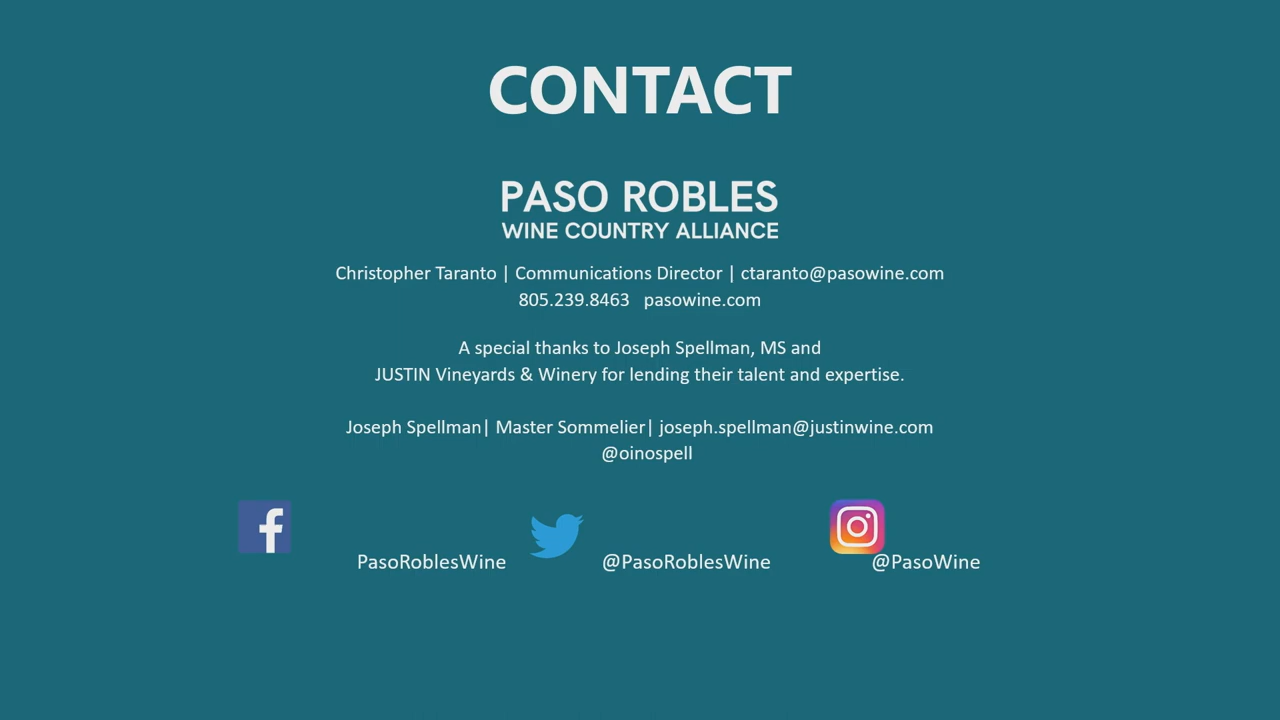 CONTACT
PASO ROBLES
WINE COUNTRY ALLIANCE
Christopher Taranto | Communications Director | ctaranto@pasowine.com
805.239.8463 pasowine.com
A special thanks to Joseph Spellman, MS and
JUSTIN Vineyards & Winery for lending their talent and expertise.
Joseph Spellman| Master Sommelier| joseph.spellman@justinwine.com
@oinospell
PasoRoblesWine @PasoRoblesWine @PasoWine